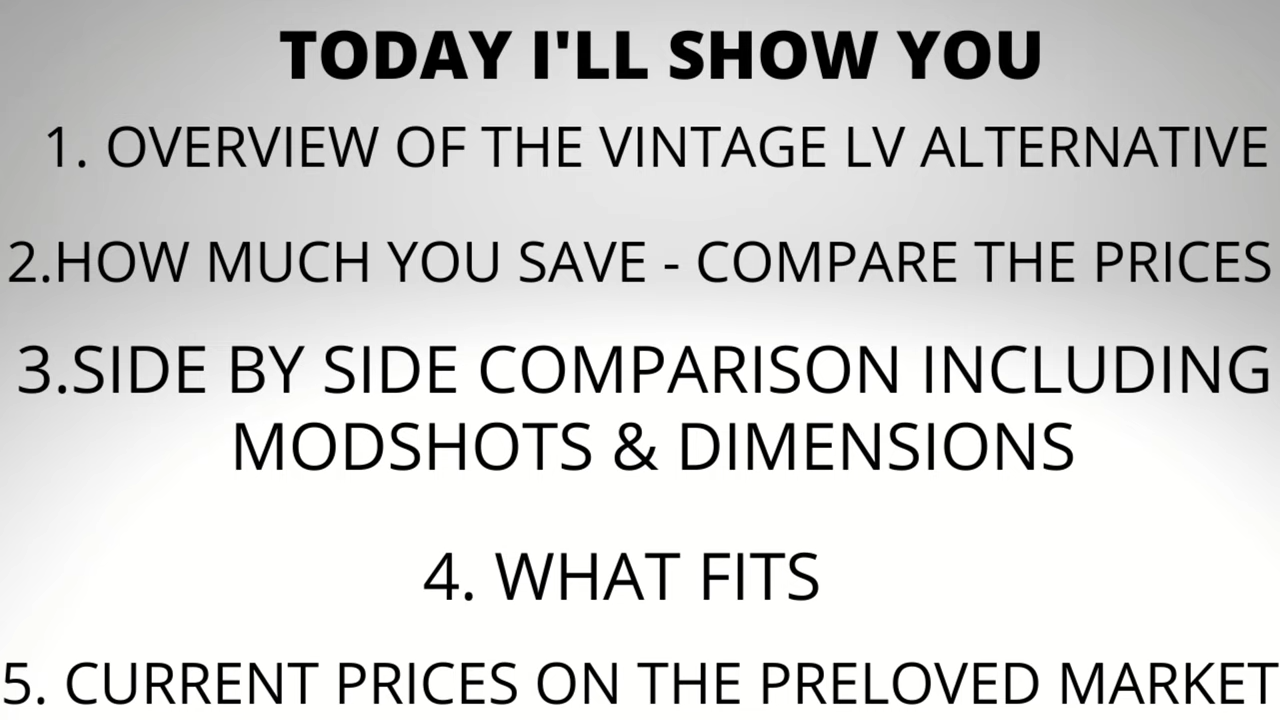 TODAY I'LL SHOW YOU
1. OVERVIEW OF THE VINTAGE LV ALTERNATIVE
2.HOW MUCH YOU SAVE - COMPARE THE PRICES
3.SIDE BY SIDE COMPARISON INCLUDING
MODSHOTS & DIMENSIONS
4. WHAT FITS
5. CURRENT PRICES ON THE PRELOVED MARKET